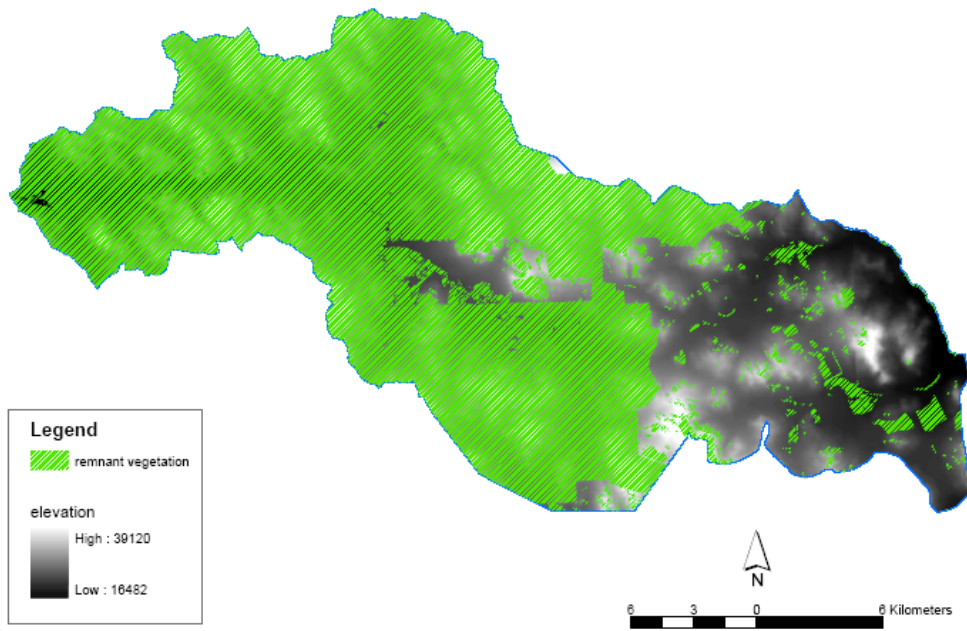 Legend
remnant vegetation
elevation
High : 39120
Low : 16482
N
6 3 0 6 Kilometers